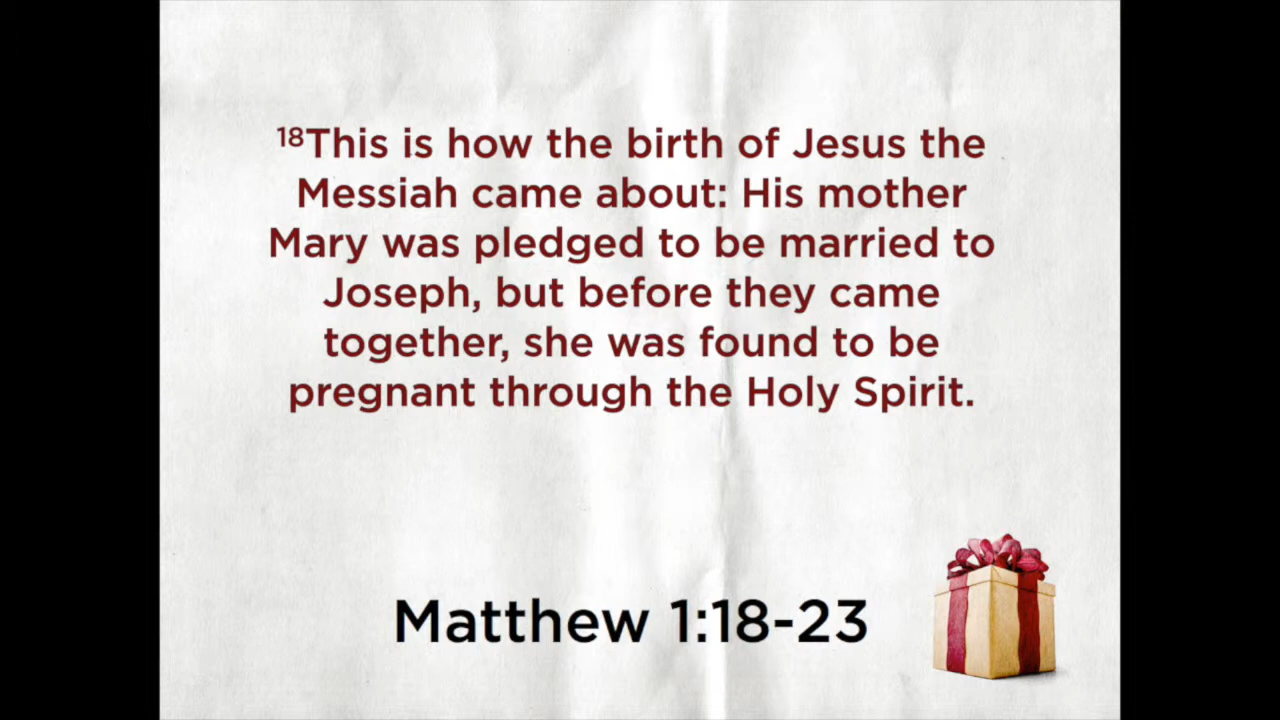 18This is how the birth of Jesus the
Messiah came about: His mother
Mary was pledged to be married to
Joseph, but before they came
together, she was found to be
pregnant through the Holy Spirit.
Matthew 1:18-23